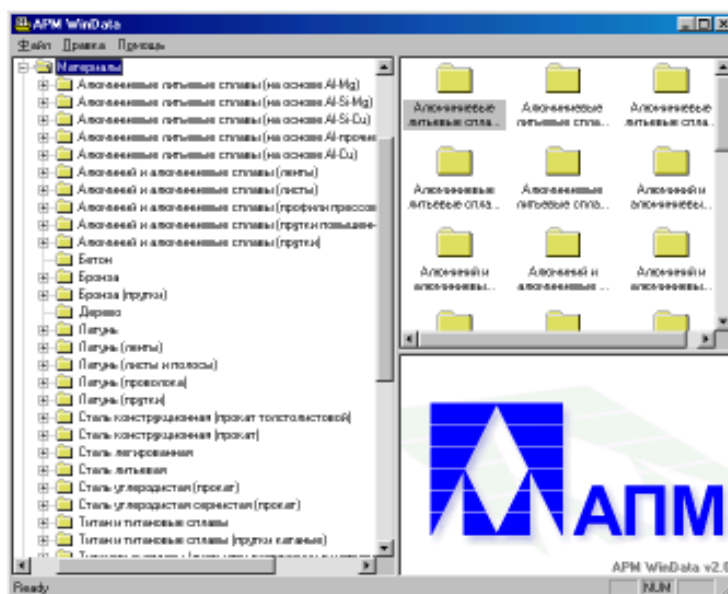 APM WinData
Файл Правка Помощь
Материалы
Алюминиевые литьевые сплавы (на основе Al-Mg)
Алюминиевые литьевые сплавы (на основе Al-Si-Mg)
Алюминиевые литьевые сплавы (на основе Al-Si-Cu)
Алюминиевые литьевые сплавы (на основе Al-прочие
Алюминиевые литьевые сплавы (на основе Al-Cu)
Алюминий и алюминиевые сплавы (ленты)
Алюминий и алюминиевые сплавы (листы)
Алюминий и алюминиевые сплавы (профили прессов
Алюминий и алюминиевые сплавы (прутки повышен
Алюминий и алюминиевые сплавы (прутки)
Бетон
Бронза
Бронза (прутки)
Дерево
Латунь
Латунь (ленты)
Латунь (листы и полосы)
Латунь (проволока)
Латунь (прутки)
Сталь конструкционная (прокат толстолистовой)
Сталь конструкционная (прокат)
Сталь легированная
Сталь литьевая
Сталь углеродистая (прокат)
Сталь углеродистая сернистая (прокат)
Титан и титановые сплавы
Титан и титановые сплавы (прутки катаные)
Алюминиевые Алюминиевые Алюминиевые
литьевые спла... литьевые спла... литьевые спла...
Алюминиевые Алюминиевые Алюминий и
литьевые спла... литьевые спла... алюминиевы...
Алюминий и Алюминий и Алюминий и
алюминиевы... алюминиевые ... алюминиевы...
АПМ
APM WinData v2.0
Ready NUM